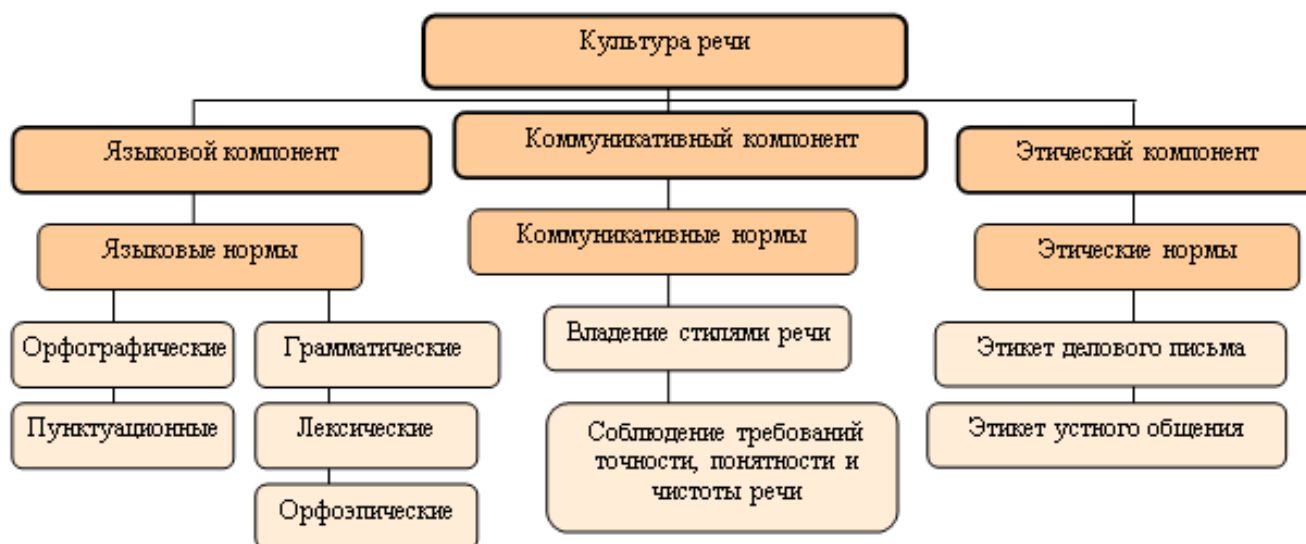 Культура речи
Языковой компонент
Коммуникативный компонент
Этический компонент
Языковые нормы
Коммуникативные нормы
Этические нормы
Орфографические
Грамматические
Владение стилями речи
Этикет делового письма
Пунктуационные
Лексические
Соблюдение требований
точности, понятности и
чистоты речи
Этикет устного общения
Орфоэпические